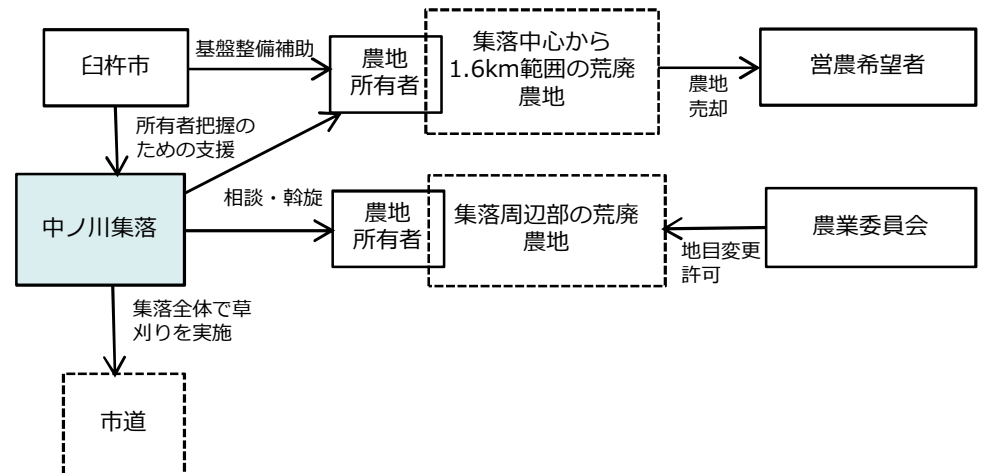 臼杵市
基盤整備補助
農地
所有者
集落中心から
1.6km範囲の荒廃
農地
農地
売却
営農希望者
所有者把握の
ための支援
中ノ川集落
相談・斡旋
農地
所有者
集落周辺部の荒廃
農地
地目変更
許可
農業委員会
集落全体で草
刈りを実施
市道